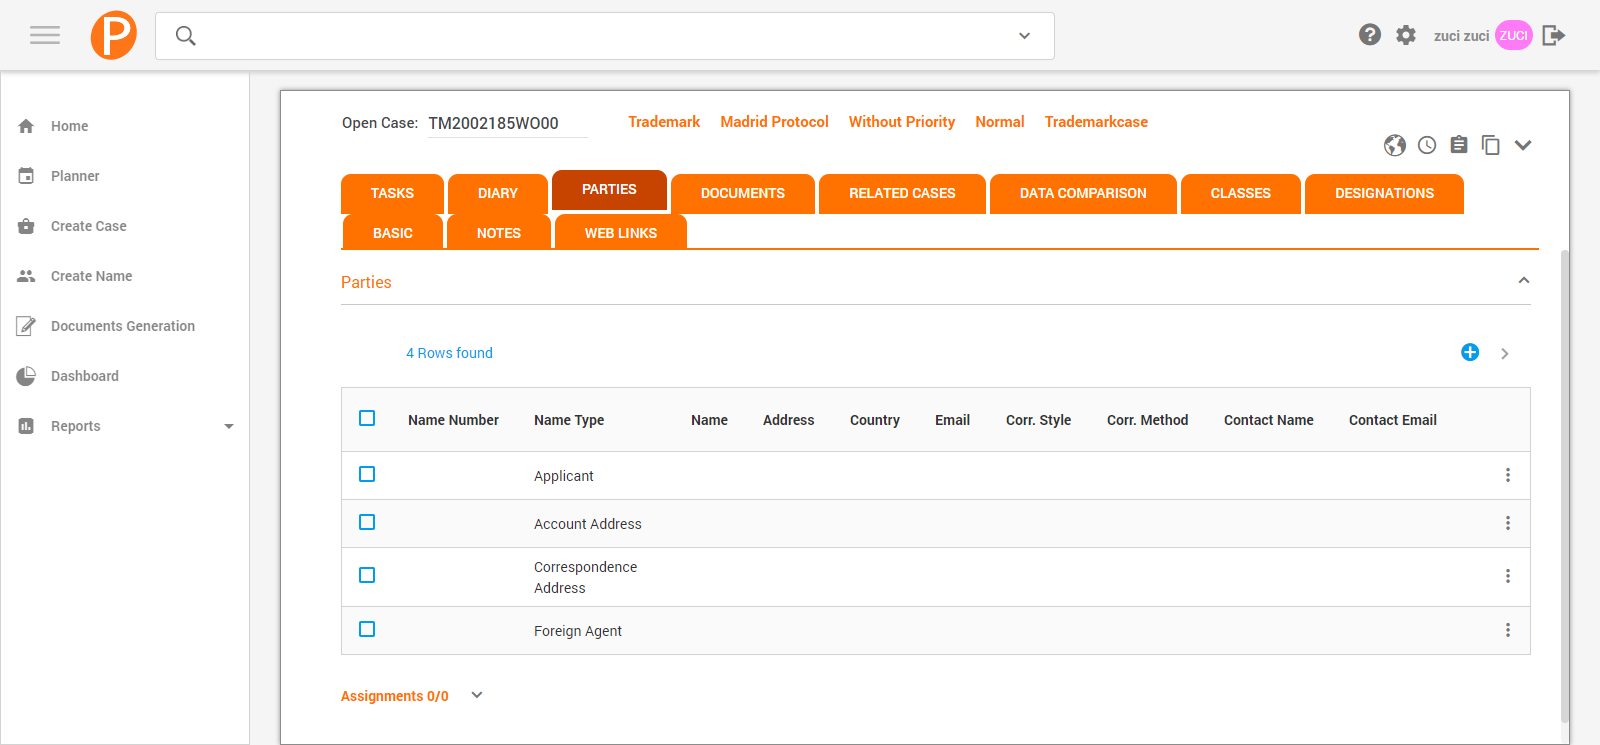 P
zuci zuci ZUCI
Home
Planner
Create Case
Create Name
Documents Generation
Dashboard
Reports
Open Case: TM2002185WO00 Trademark Madrid Protocol Without Priority Normal Trademarkcase
TASKS DIARY PARTIES DOCUMENTS RELATED CASES DATA COMPARISON CLASSES DESIGNATIONS
BASIC NOTES WEB LINKS
Parties
4 Rows found
Name Number Name Type Name Address Country Email Corr. Style Corr. Method Contact Name Contact Email
Applicant
Account Address
Correspondence
Address
Foreign Agent
Assignments 0/0